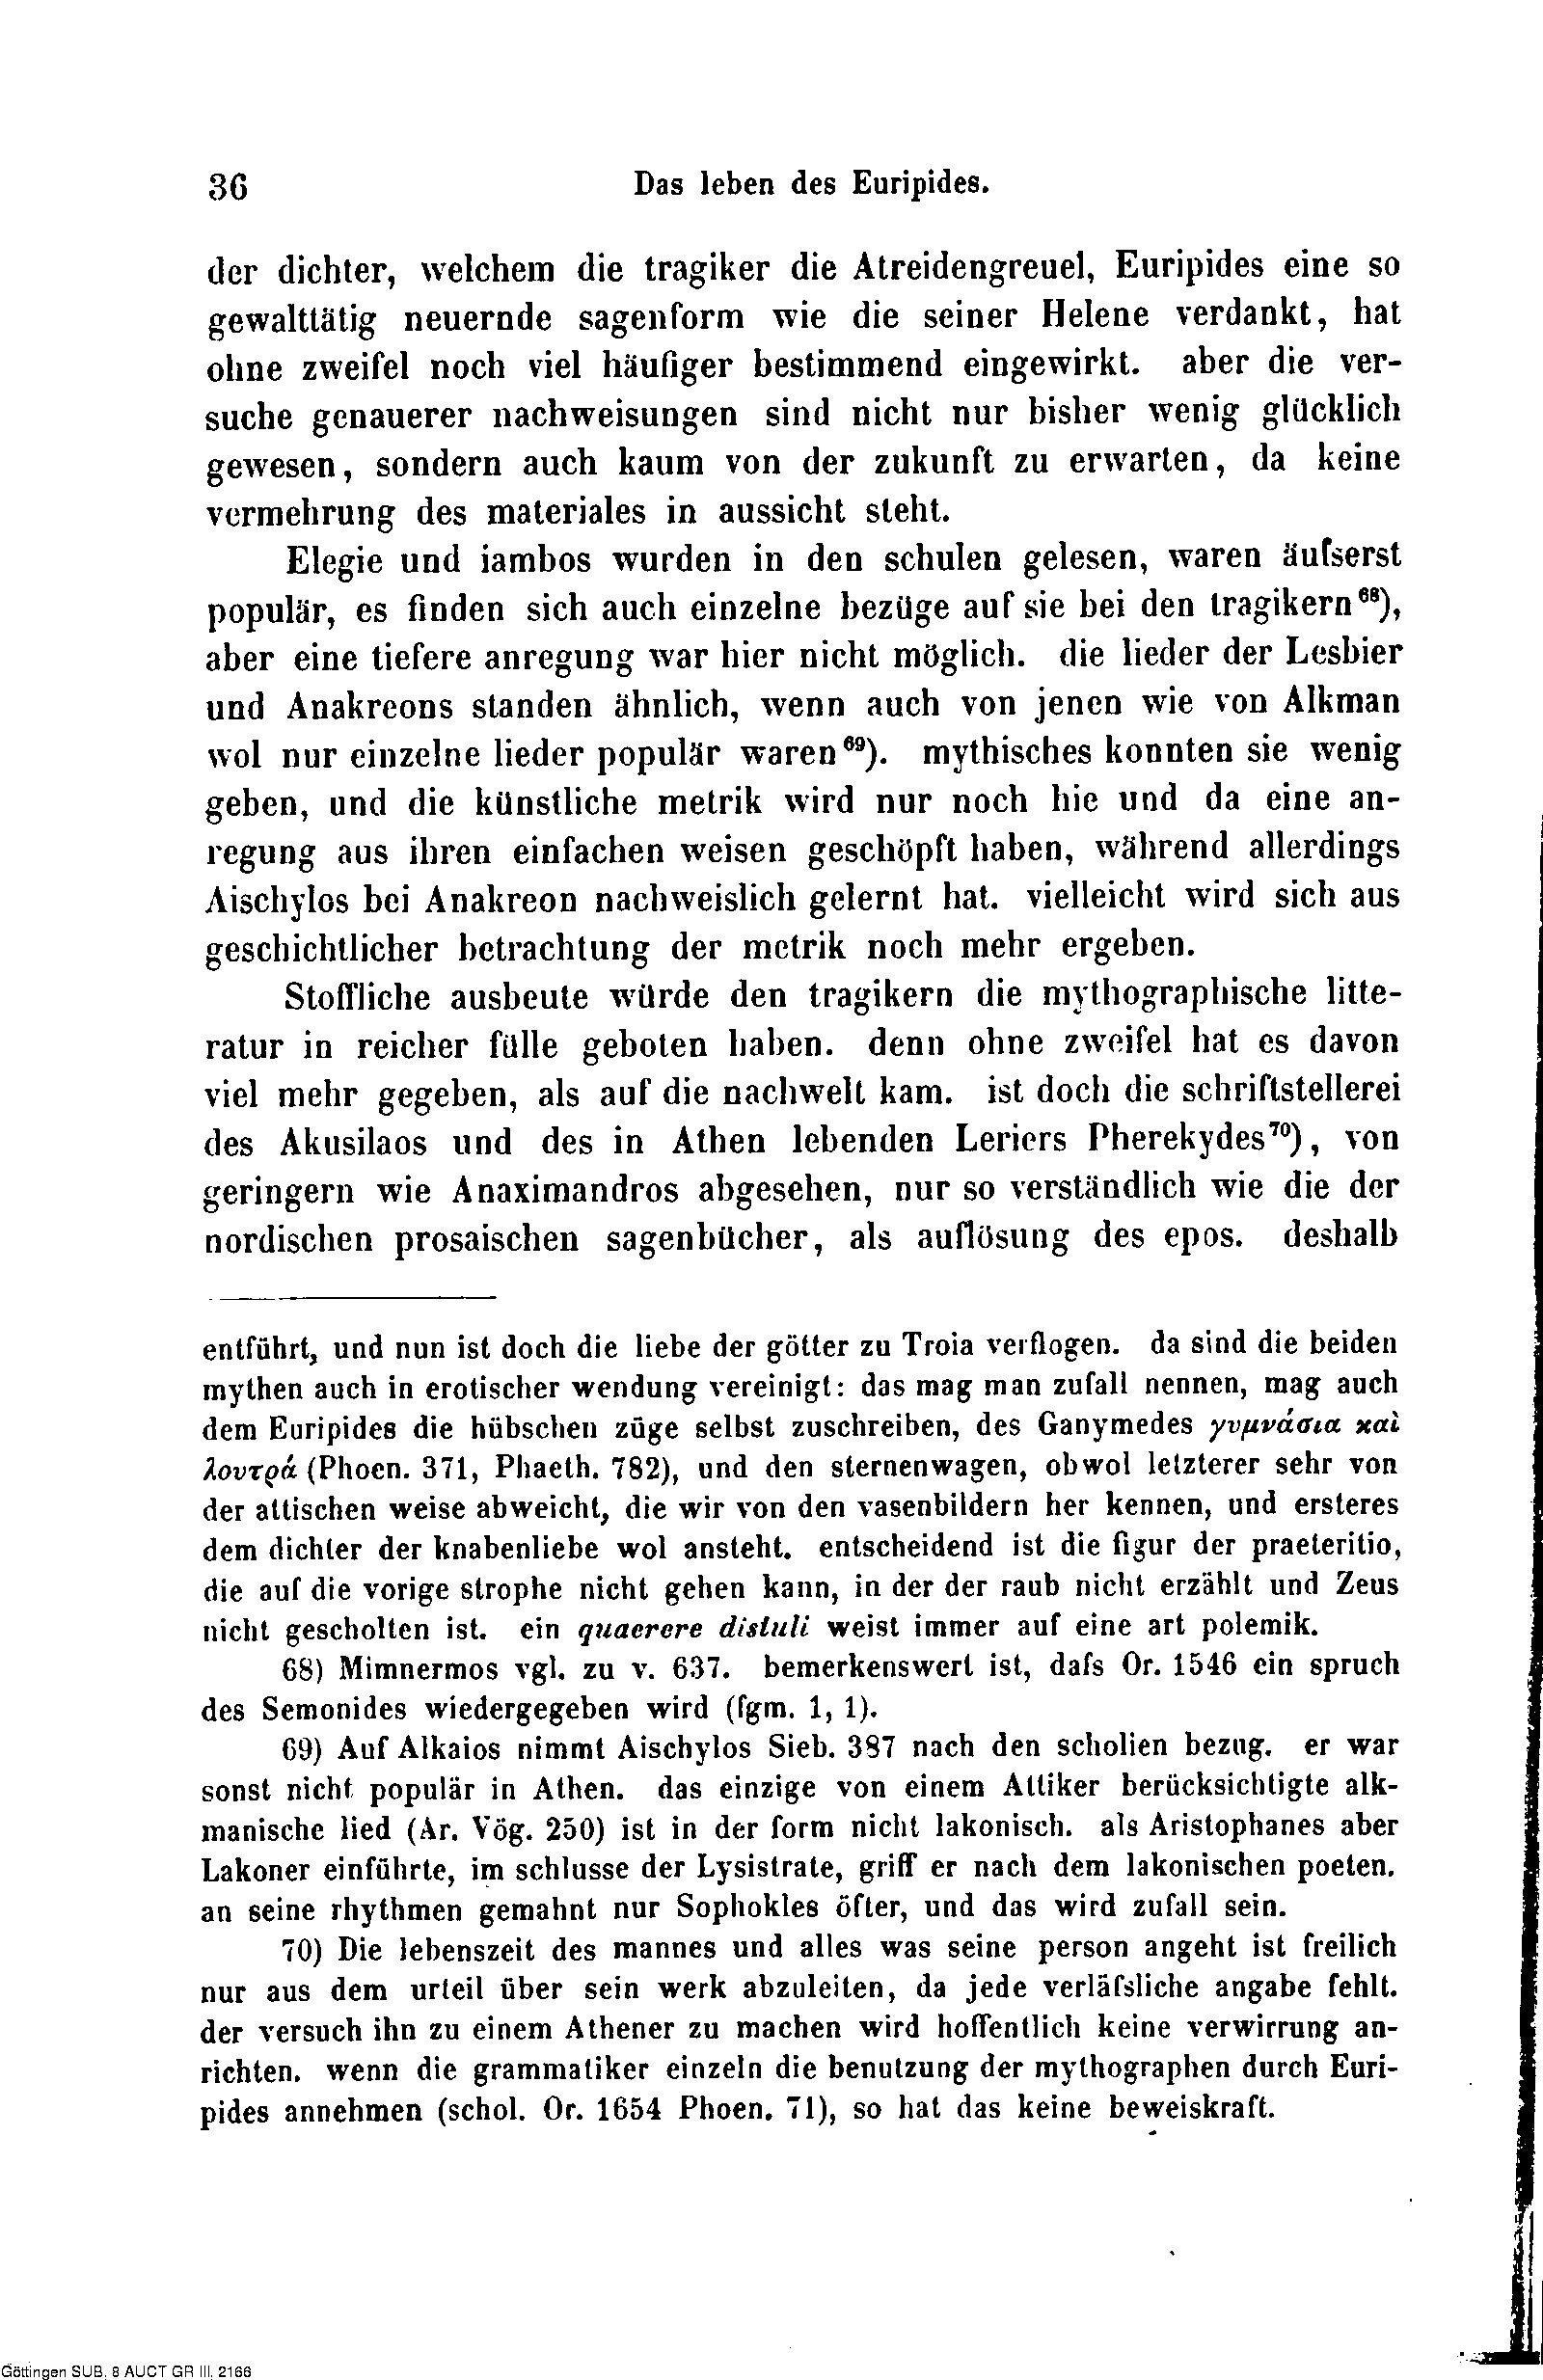 36 Das leben des Euripides.
der dichter, welchem die tragiker die Atreidengreuel, Euripides eine so
gewalttätig neuernde sagenform wie die seiner Helene verdankt, hat
ohne zweifel noch viel häufiger bestimmend eingewirkt. aber die ver-
suche genauerer nachweisungen sind nicht nur bisher wenig glücklich
gewesen, sondern auch kaum von der zukunft zu erwarten, da keine
vermehrung des materiales in aussicht steht.
Elegie und iambos wurden in den schulen gelesen, waren äuſserst
populär, es finden sich auch einzelne bezüge auf sie bei den tragikern⁶⁸),
aber eine tiefere anregung war hier nicht möglich. die lieder der Lesbier
und Anakreons standen ähnlich, wenn auch von jenen wie von Alkman
wol nur einzelne lieder populär waren⁶⁹). mythisches konnten sie wenig
geben, und die künstliche metrik wird nur noch hie und da eine an-
regung aus ihren einfachen weisen geschöpft haben, während allerdings
Aischylos bei Anakreon nachweislich gelernt hat. vielleicht wird sich aus
geschichtlicher betrachtung der metrik noch mehr ergeben.
Stoffliche ausbeute würde den tragikern die mythographische litte-
ratur in reicher fülle geboten haben. denn ohne zweifel hat es davon
viel mehr gegeben, als auf die nachwelt kam. ist doch die schriftstellerei
des Akusilaos und des in Athen lebenden Leriers Pherekydes⁷⁰), von
geringern wie Anaximandros abgesehen, nur so verständlich wie die der
nordischen prosaischen sagenbücher, als auflösung des epos. deshalb
entführt, und nun ist doch die liebe der götter zu Troia verflogen. da sind die beiden
mythen auch in erotischer wendung vereinigt: das mag man zufall nennen, mag auch
dem Euripides die hübschen züge selbst zuschreiben, des Ganymedes γυμνάσια καὶ
λουτρά (Phoen. 371, Phaeth. 782), und den sternenwagen, obwol letzterer sehr von
der attischen weise abweicht, die wir von den vasenbildern her kennen, und ersteres
dem dichter der knabenliebe wol ansteht. entscheidend ist die figur der praeteritio,
die auf die vorige strophe nicht gehen kann, in der der raub nicht erzählt und Zeus
nicht gescholten ist. ein quaerere distuli weist immer auf eine art polemik.
68) Mimnermos vgl. zu v. 637. bemerkenswert ist, daſs Or. 1546 ein spruch
des Semonides wiedergegeben wird (fgm. 1, 1).
69) Auf Alkaios nimmt Aischylos Sieb. 387 nach den scholien bezug. er war
sonst nicht populär in Athen. das einzige von einem Attiker berücksichtigte alk-
manische lied (Ar. Vög. 250) ist in der form nicht lakonisch. als Aristophanes aber
Lakoner einführte, im schlusse der Lysistrate, griff er nach dem lakonischen poeten.
an seine rhythmen gemahnt nur Sophokles öfter, und das wird zufall sein.
70) Die lebenszeit des mannes und alles was seine person angeht ist freilich
nur aus dem urteil über sein werk abzuleiten, da jede verläſsliche angabe fehlt.
der versuch ihn zu einem Athener zu machen wird hoffentlich keine verwirrung an-
richten. wenn die grammatiker einzeln die benutzung der mythographen durch Euri-
pides annehmen (schol. Or. 1654 Phoen. 71), so hat das keine beweiskraft.
Göttingen SUB, 8 AUCT GR III, 2166